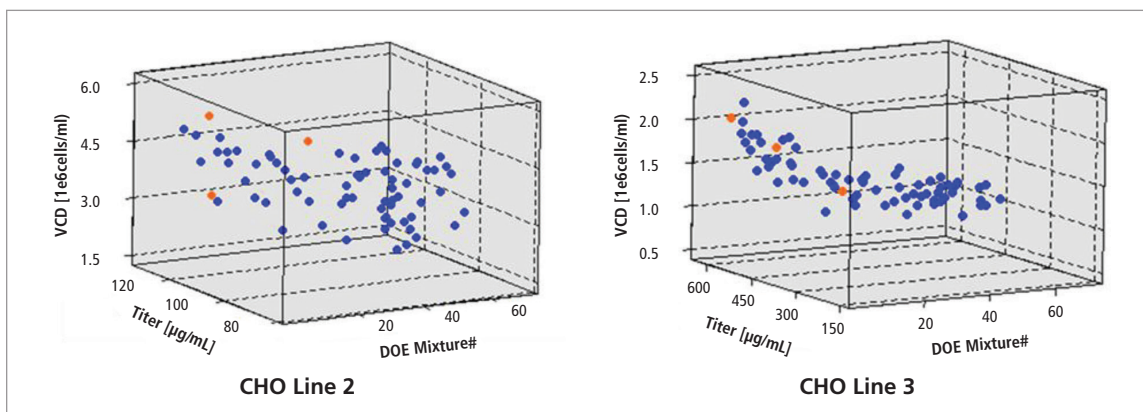 VCD [1e6cells/ml]
6.0
4.5
3.0
1.5
120
100
80
Titer [µg/mL]
20
40
60
DOE Mixture#
CHO Line 2
VCD [1e6cells/ml)
2.5
2.0
1.5
1.0
0.5
600
450
300
150
Titer [µg/mL]
20
40
60
DOE Mixture#
CHO Line 3